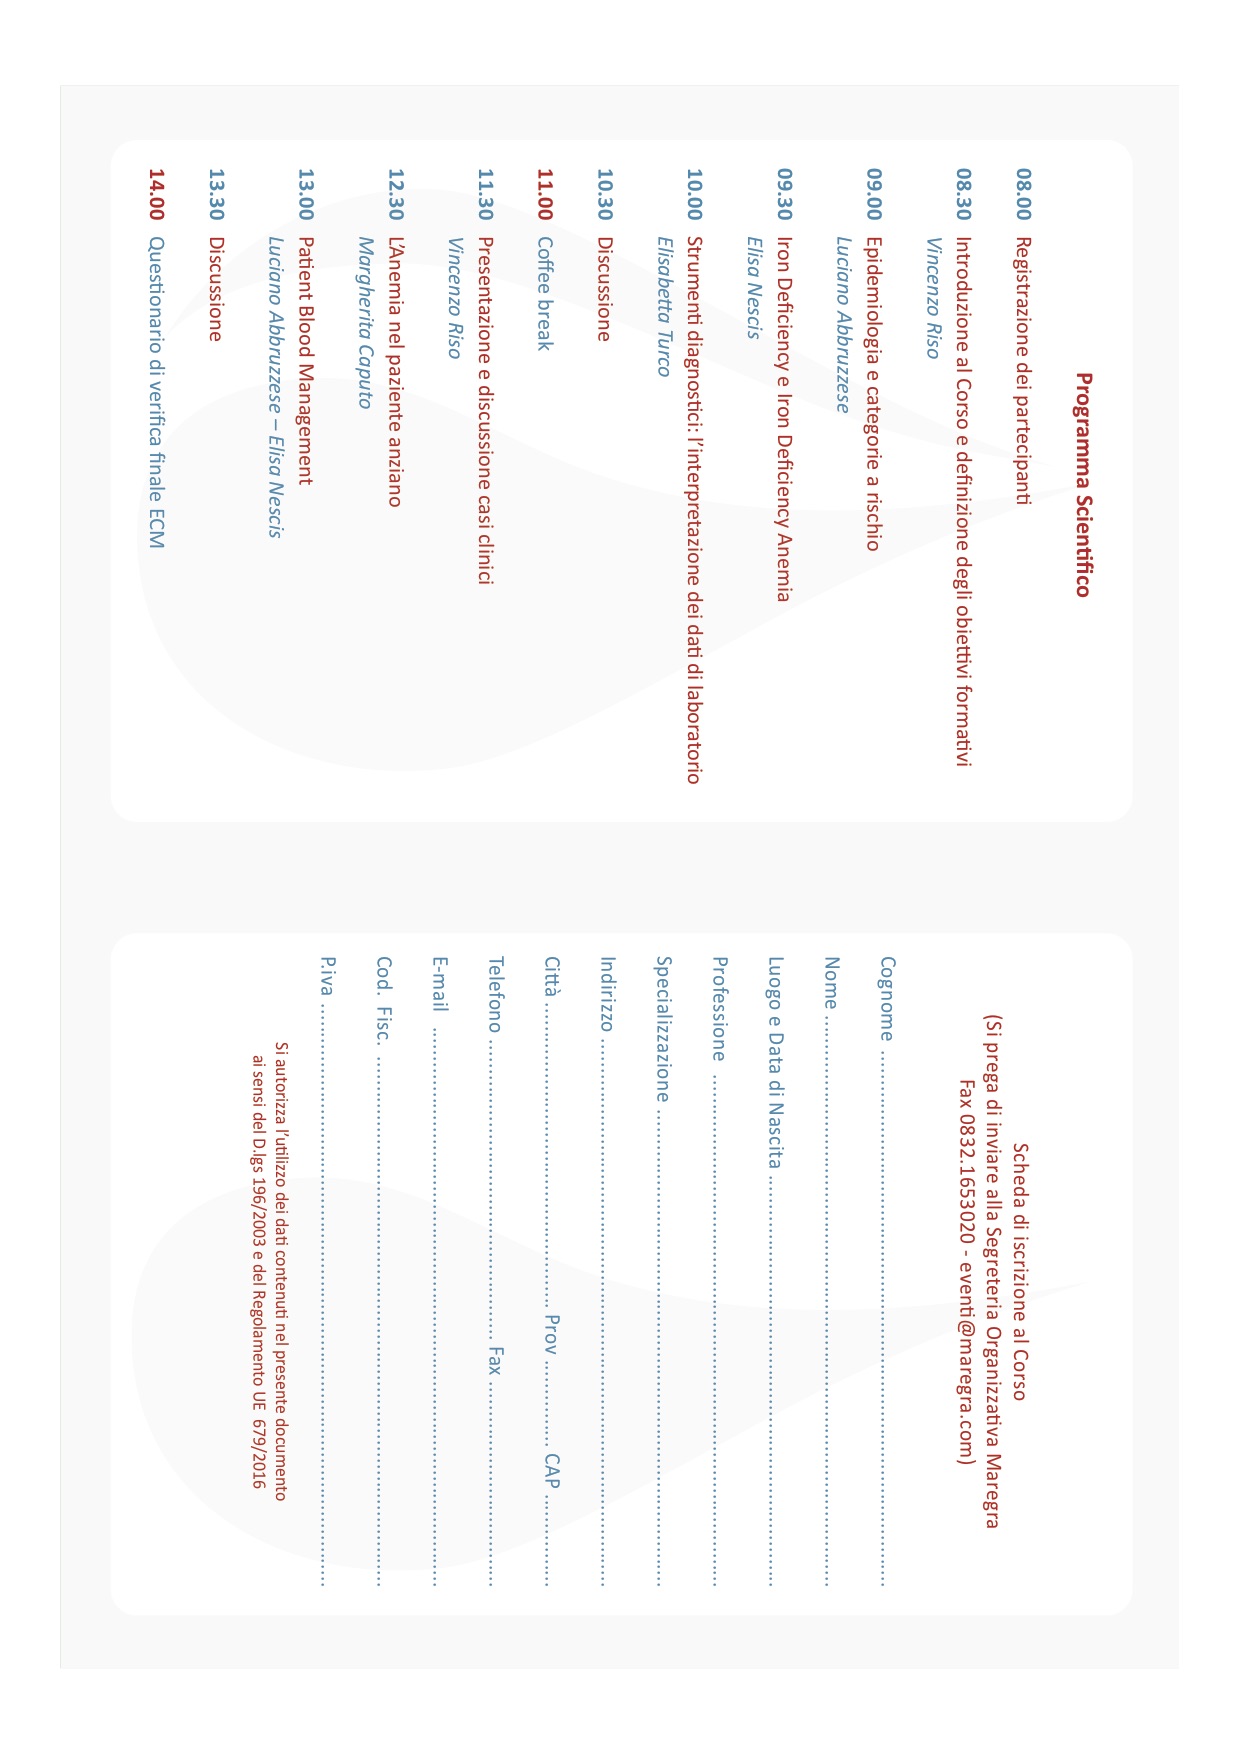 Programma Scientifico
08.00 Registrazione dei partecipanti
08.30 Introduzione al Corso e definizione degli obiettivi formativi
Vincenzo Riso
09.00 Epidemiologia e categorie a rischio
Luciano Abbruzzese
09.30 Iron Deficiency e Iron Deficiency Anemia
Elisa Nescis
10.00 Strumenti diagnostici: l’interpretazione dei dati di laboratorio
Elisabetta Turco
10.30 Discussione
11.00 Coffee break
11.30 Presentazione e discussione casi clinici
Vincenzo Riso
12.30 L’Anemia nel paziente anziano
Margherita Caputo
13.00 Patient Blood Management
Luciano Abbruzzese – Elisa Nescis
13.30 Discussione
14.00 Questionario di verifica finale ECM
Scheda di iscrizione al Corso
(Si prega di inviare alla Segreteria Organizzativa Maregra
Fax 0832.1653020 - eventi@maregra.com)
Cognome ................................................................
Nome ................................................................
Luogo e Data di Nascita ................................................................
Professione ................................................................
Specializzazione ................................................................
Indirizzo ................................................................
Città ................................ Prov ............... CAP ...............
Telefono ................................ Fax ................................
E-mail ................................................................
Cod. Fisc. ................................................................
P.iva ................................................................
Si autorizza l’utilizzo dei dati contenuti nel presente documento
ai sensi del D.lgs 196/2003 e del Regolamento UE 679/2016